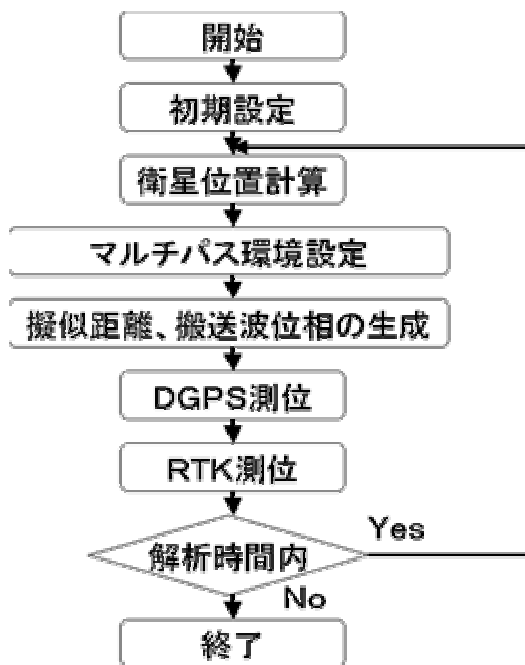 開始
初期設定
衛星位置計算
マルチパス環境設定
擬似距離、搬送波位相の生成
DGPS測位
RTK測位
解析時間内
Yes
No
終了